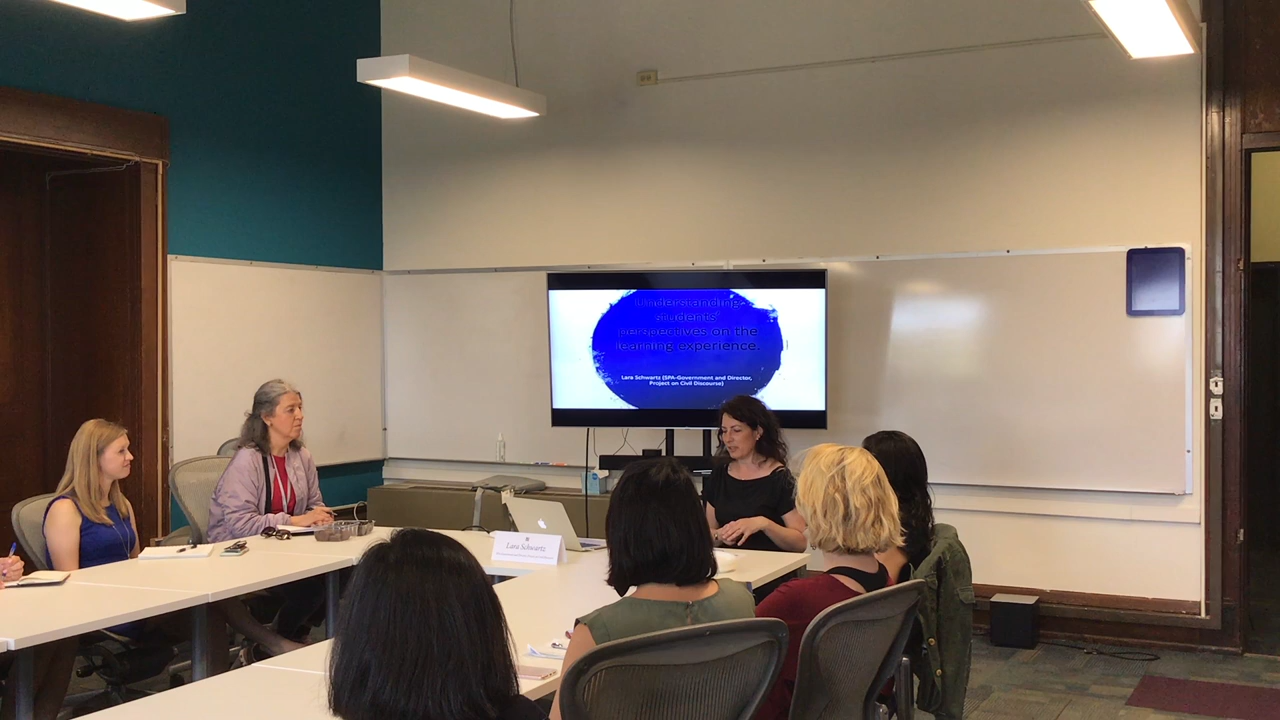 Understanding
students'
perspectives on the
learning experience.
Lara Schwartz (SPA-Government and Director,
Project on Civil Discourse)
Lara Schwartz